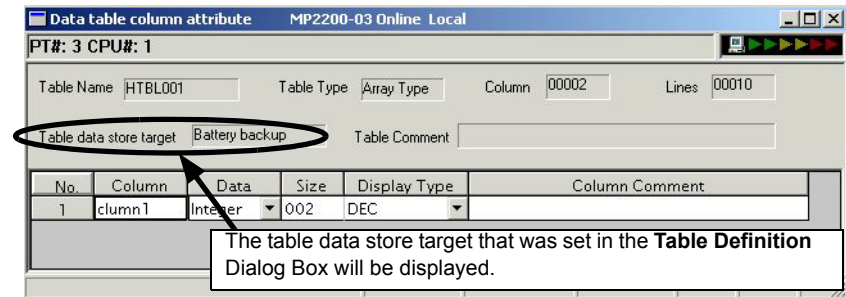 Data table column attribute MP2200-03 Online Local
PT#: 3 CPU#: 1
Table Name HTBL001 Table Type Array Type Column 00002 Lines 00010
Table data store target Battery backup Table Comment
No. Column Data Size Display Type Column Comment
1 clumn1 Integer 002 DEC
The table data store target that was set in the Table Definition
Dialog Box will be displayed.